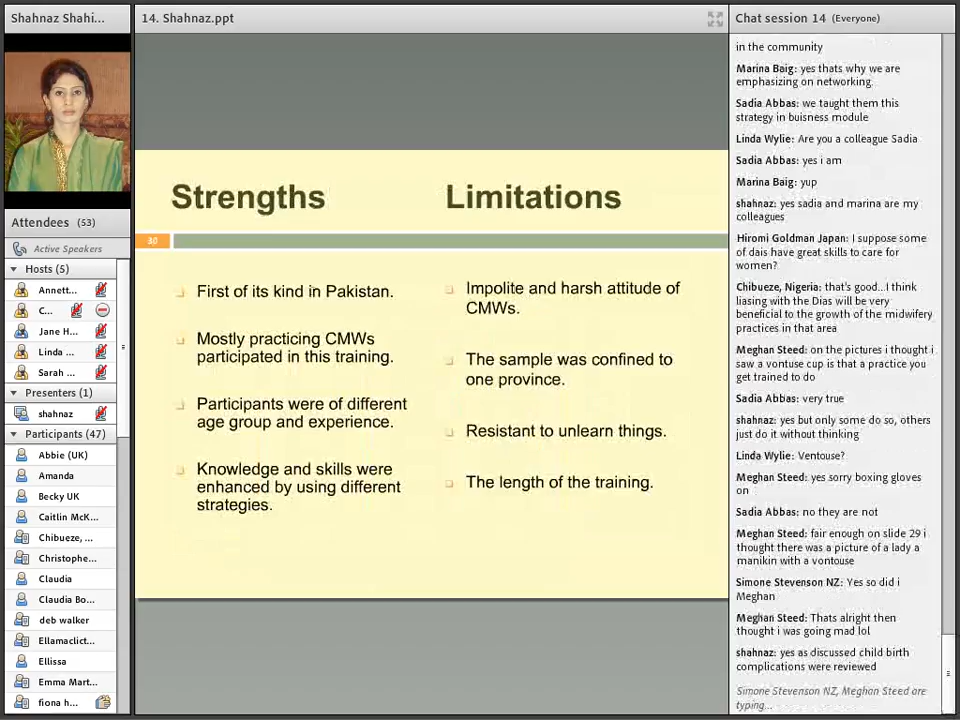 Shahnaz Shahi...
Attendees (53)
Active Speakers
Hosts (5)
Annett...
C...
Jane H...
Linda ...
Sarah ...
Presenters (1)
shahnaz
Participants (47)
Abbie (UK)
Amanda
Becky UK
Caitlin McK...
Chibueze, ...
Christophe...
Claudia
Claudia Bo...
deb walker
Ellamaclict...
Ellissa
Emma Mart...
fiona h...
14. Shahnaz.ppt
Strengths
Limitations
30
First of its kind in Pakistan.
Mostly practicing CMWs
participated in this training.
Participants were of different
age group and experience.
Knowledge and skills were
enhanced by using different
strategies.
Impolite and harsh attitude of
CMWs.
The sample was confined to
one province.
Resistant to unlearn things.
The length of the training.
Chat session 14 (Everyone)
in the community
Marina Baig: yes thats why we are
emphasizing on networking.
Sadia Abbas: we taught them this
strategy in buisness module
Linda Wylie: Are you a colleague Sadia
Sadia Abbas: yes i am
Marina Baig: yup
shahnaz: yes sadia and marina are my
colleagues
Hiromi Goldman Japan: I suppose some
of dais have great skills to care for
women?
Chibueze, Nigeria: that's good...I think
liasing with the Dias will be very
beneficial to the growth of the midwifery
practices in that area
Meghan Steed: on the pictures i thought i
saw a vontuse cup is that a practice you
get trained to do
Sadia Abbas: very true
shahnaz: yes but only some do so, others
just do it without thinking
Linda Wylie: Ventouse?
Meghan Steed: yes sorry boxing gloves
on
Sadia Abbas: no they are not
Meghan Steed: fair enough on slide 29 i
thought there was a picture of a lady a
manikin with a vontouse
Simone Stevenson NZ: Yes so did i
Meghan
Meghan Steed: Thats alright then
thought i was going mad lol
shahnaz: yes as discussed child birth
complications were reviewed
Simone Stevenson NZ, Meghan Steed are
typing...